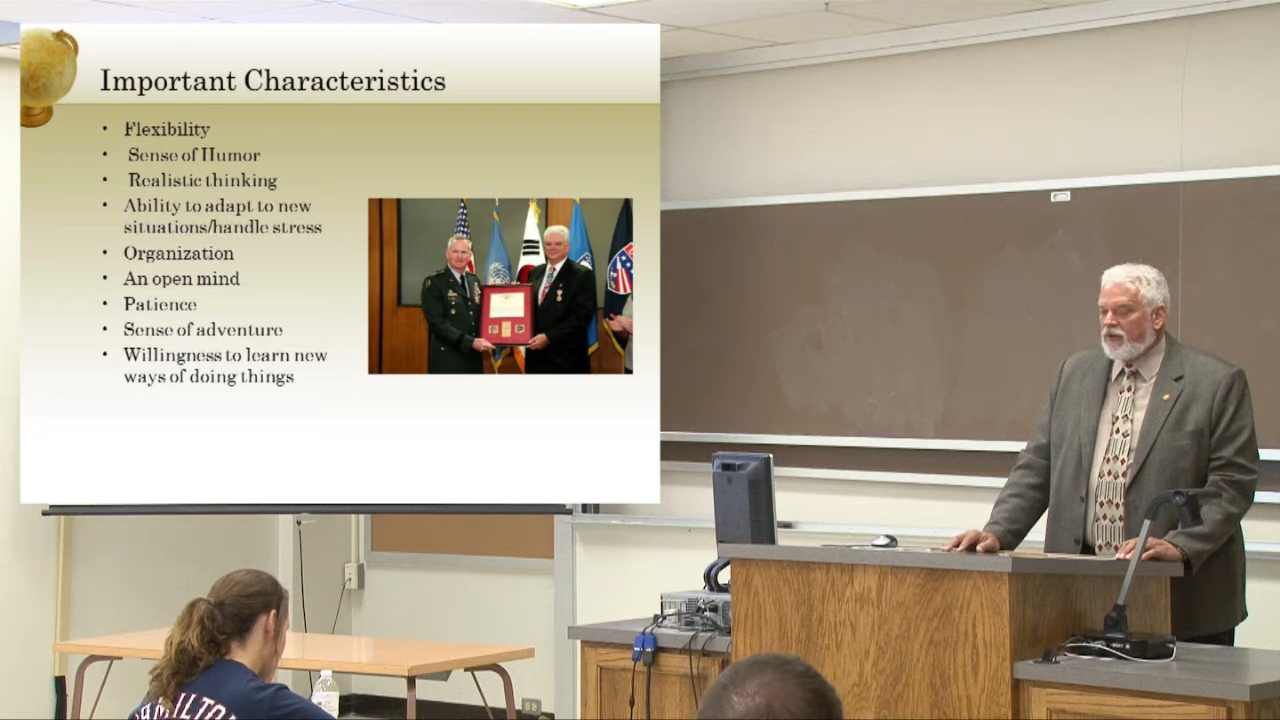 Important Characteristics
• Flexibility
• Sense of Humor
• Realistic thinking
• Ability to adapt to new
situations/handle stress
• Organization
• An open mind
• Patience
• Sense of adventure
• Willingness to learn new
ways of doing things